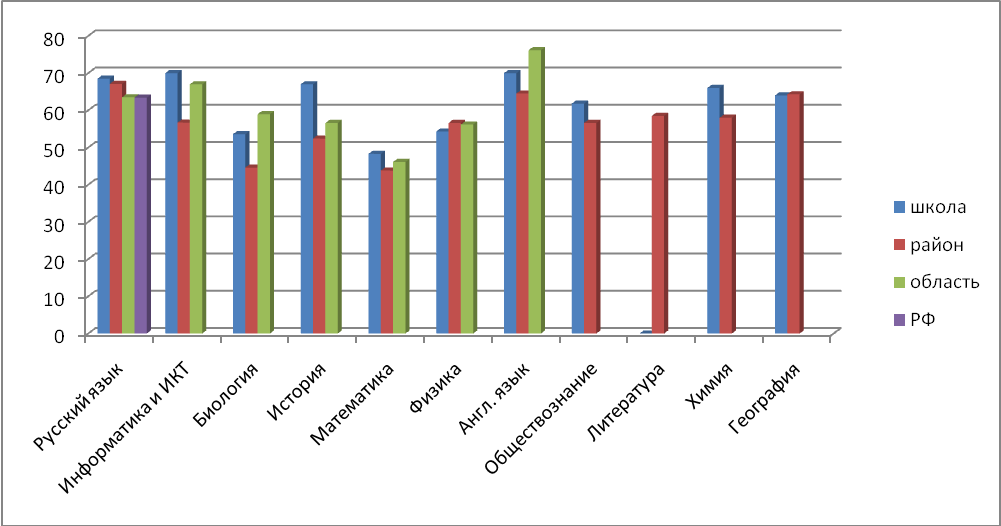 80
70
60
50
40
30
20
10
0
Русский язык
Информатика и ИКТ
Биология
История
Математика
Физика
Англ. язык
Обществознание
Литература
Химия
География
школа
район
область
РФ